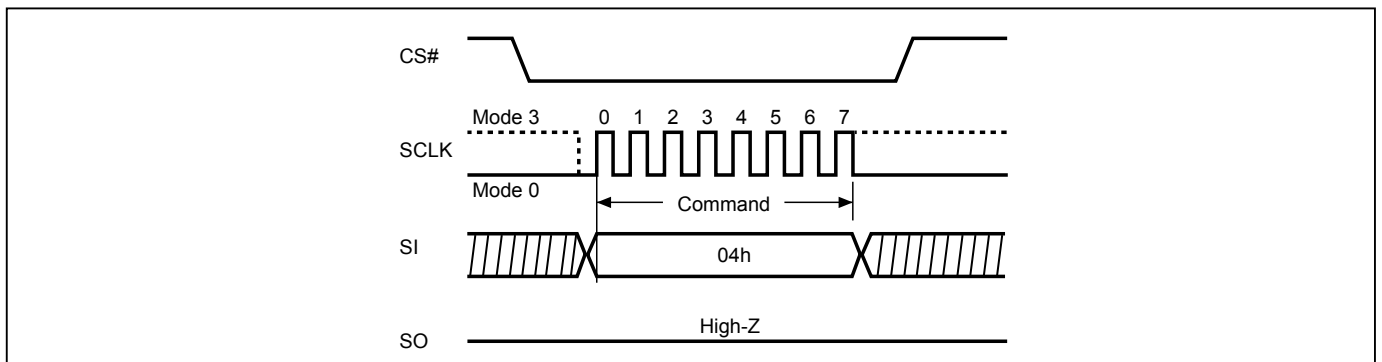 CS#
Mode 3
0 1 2 3 4 5 6 7
SCLK
Mode 0
Command
SI
04h
High-Z
SO